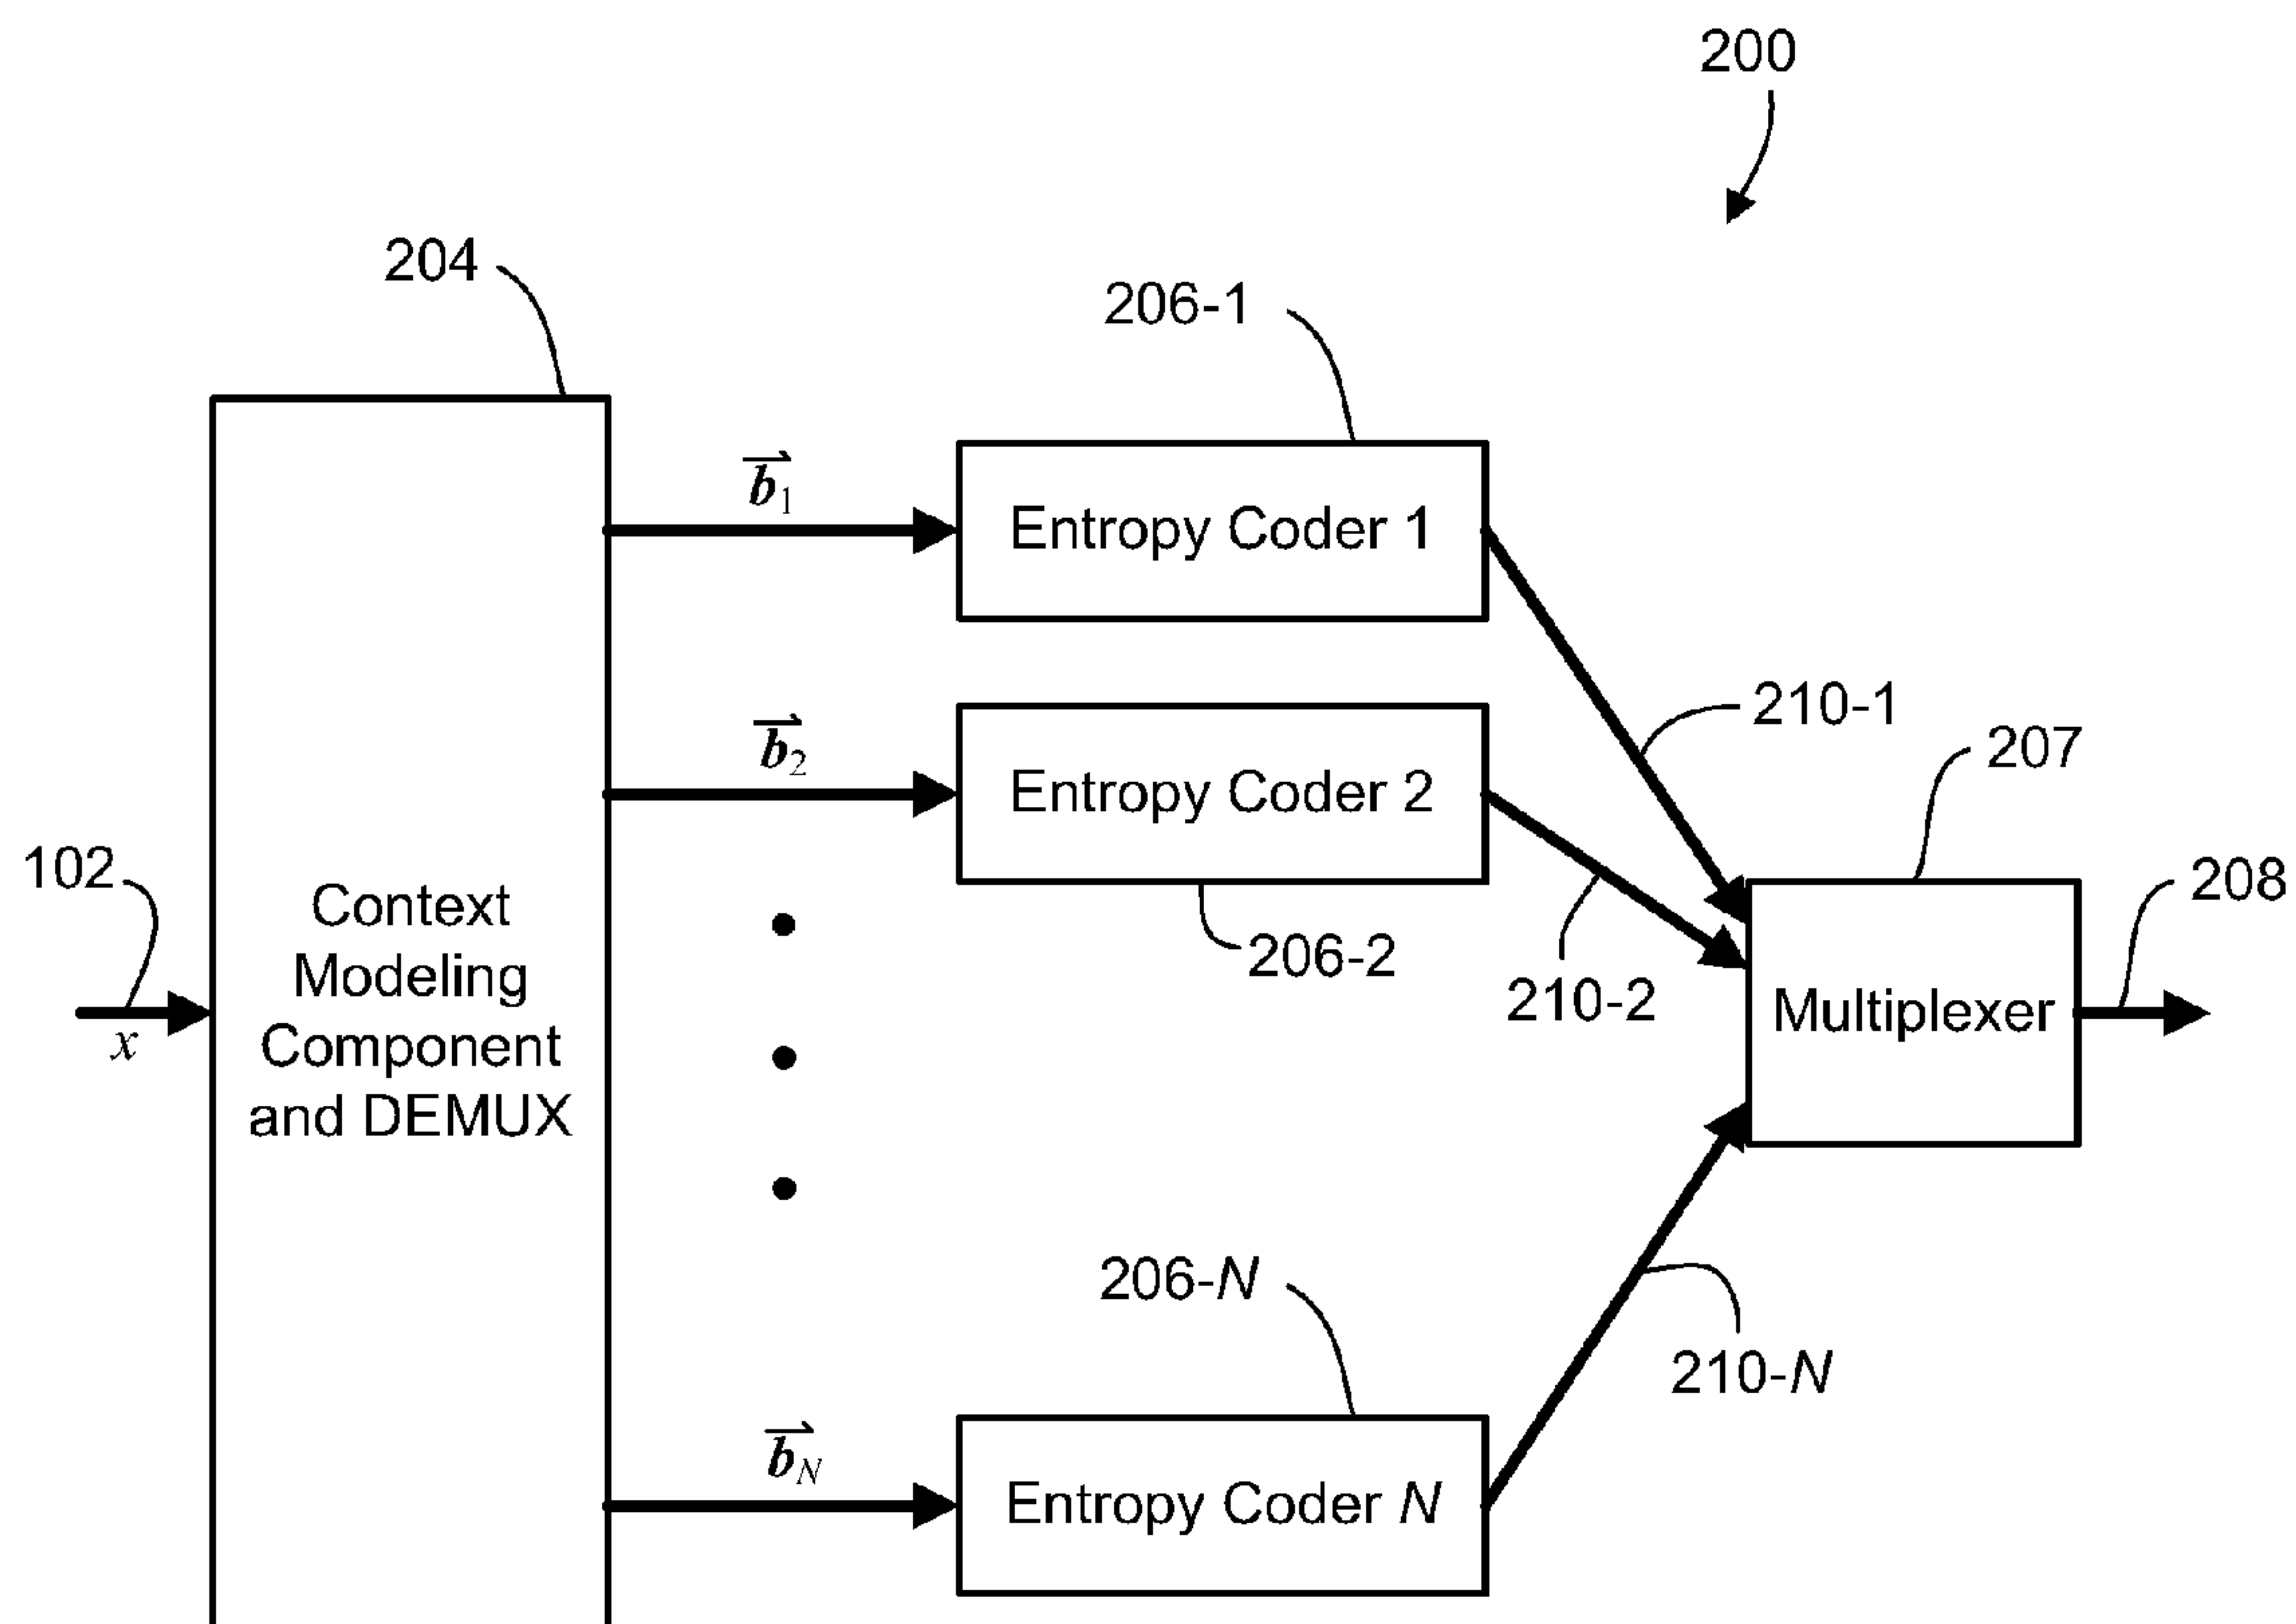 200
204
206-1
b₁
Entropy Coder 1
210-1
207
b₂
Entropy Coder 2
102
208
Context
Modeling
Component
and DEMUX
206-2
210-2
Multiplexer
x
206-N
210-N
b_N
Entropy Coder N